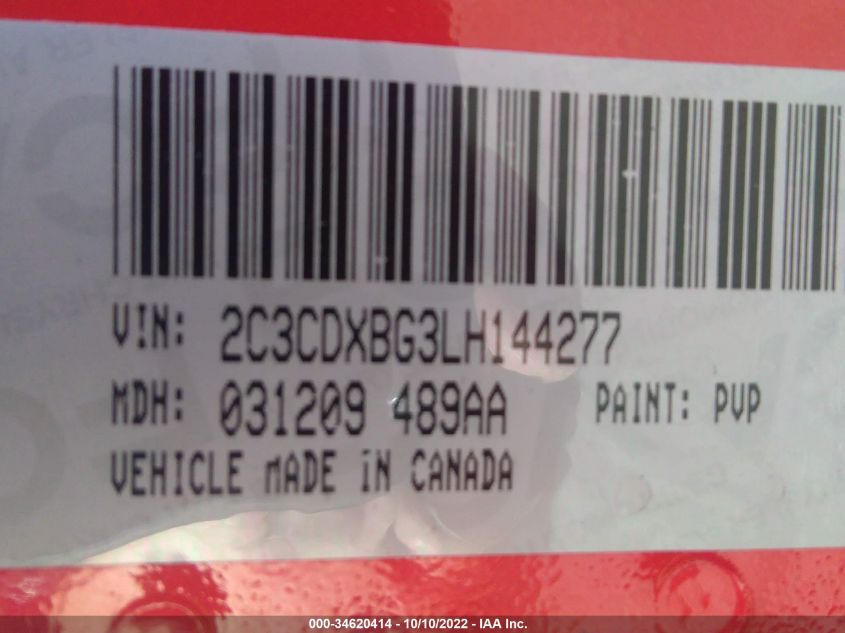 VIN: 2C3CDXBG3LH144277
MDH: 031209 489AA PAINT: PVP
VEHICLE MADE IN CANADA
000-34620414 - 10/10/2022 - IAA Inc.